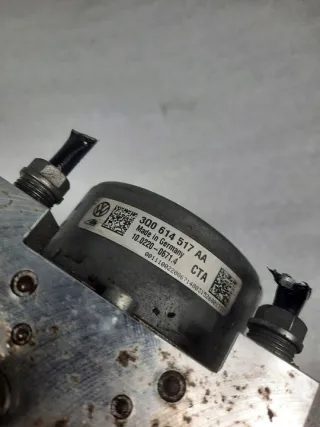 3Q0 614 517 AA
Made in Germany
10.0220-0671.4
CTA